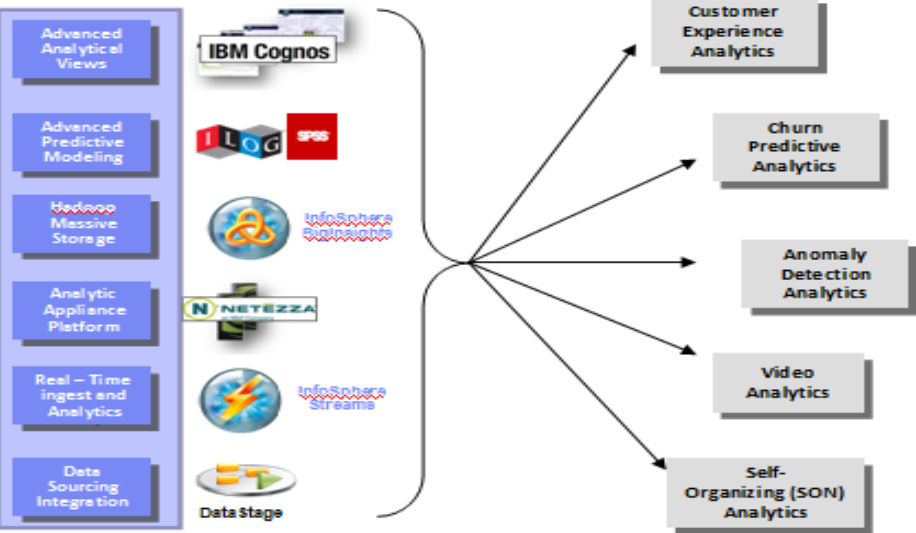 Advanced
Analytical
Views
IBM Cognos
Customer
Experience
Analytics
Advanced
Predictive
Modeling
ILOG
SPSS
Churn
Predictive
Analytics
Hadoop
Massive
Storage
InfoSphere
BigInsights
Anomaly
Detection
Analytics
Analytic
Appliance
Platform
N NETEZZA
Video
Analytics
Real – Time
ingest and
Analytics
InfoSphere
Streams
Data
Sourcing
Integration
DataStage
Self-
Organizing (SON)
Analytics